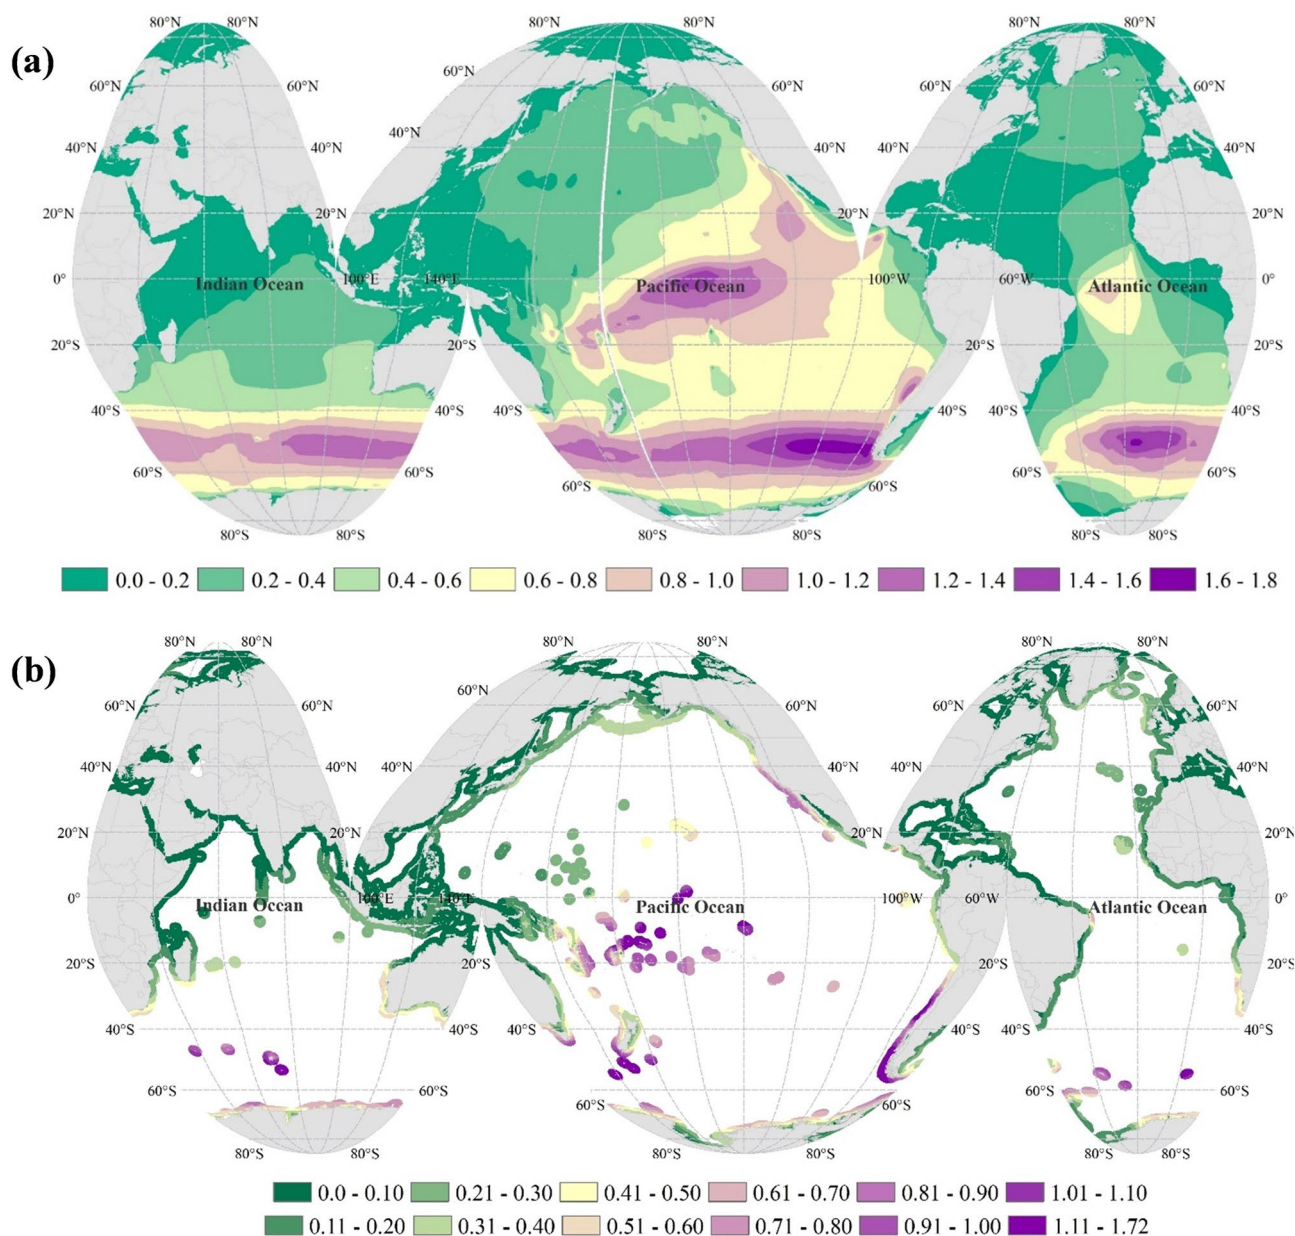 (a)
80°N 80°N 80°N 80°N 80°N 80°N
60°N 60°N 60°N 60°N 60°N 60°N
40°N 40°N 40°N 40°N 40°N 40°N
20°N 20°N 20°N 20°N
0° Indian Ocean 100°E 140°E Pacific Ocean 100°W 60°W Atlantic Ocean 0°
20°S 20°S 20°S
40°S 40°S 40°S 40°S
60°S 60°S 60°S 60°S 60°S 60°S
80°S 80°S 80°S 80°S 80°S 80°S
0.0 - 0.2 0.2 - 0.4 0.4 - 0.6 0.6 - 0.8 0.8 - 1.0 1.0 - 1.2 1.2 - 1.4 1.4 - 1.6 1.6 - 1.8
(b)
80°N 80°N 80°N 80°N 80°N 80°N
60°N 60°N 60°N 60°N 60°N 60°N
40°N 40°N 40°N 40°N 40°N 40°N
20°N 20°N 20°N 20°N
0° Indian Ocean 100°E 140°E Pacific Ocean 100°W 60°W Atlantic Ocean 0°
20°S 20°S 20°S
40°S 40°S 40°S 40°S
60°S 60°S 60°S 60°S 60°S 60°S
80°S 80°S 80°S 80°S 80°S 80°S
0.0 - 0.10 0.21 - 0.30 0.41 - 0.50 0.61 - 0.70 0.81 - 0.90 1.01 - 1.10
0.11 - 0.20 0.31 - 0.40 0.51 - 0.60 0.71 - 0.80 0.91 - 1.00 1.11 - 1.72